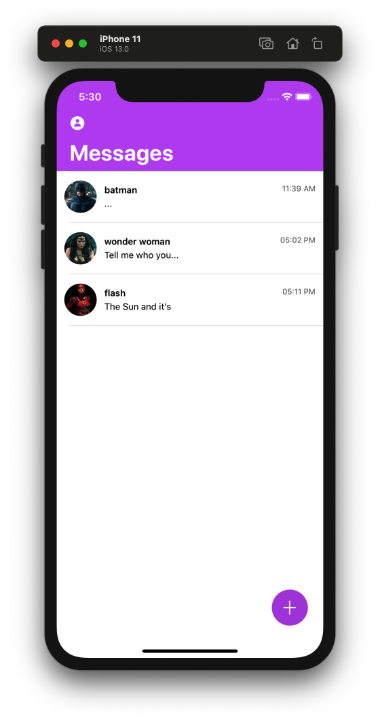 iPhone 11
iOS 13.0
5:30
Messages
batman
11:39 AM
...
wonder woman
05:02 PM
Tell me who you...
flash
05:11 PM
The Sun and it's